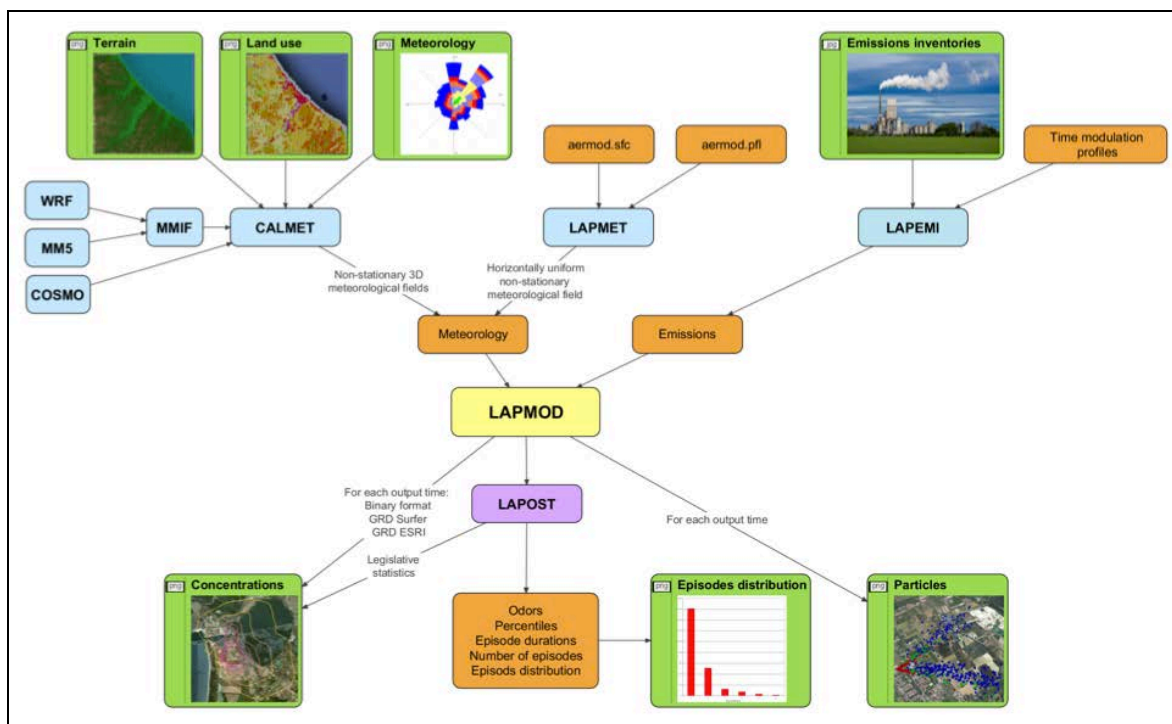 png Terrain
png Land use
png Meteorology
jpg Emissions inventories
aermod.sfc
aermod.pfl
Time modulation
profiles
WRF
MM5
COSMO
MMIF
CALMET
LAPMET
LAPEMI
Non-stationary 3D
meteorological fields
Horizontally uniform
non-stationary
meteorological field
Meteorology
Emissions
LAPMOD
For each output time:
Binary format
GRD Surfer
GRD ESRI
LAPOST
For each output time
Legislative
statistics
png Concentrations
Odors
Percentiles
Episode durations
Number of episodes
Episods distribution
png Episodes distribution
png Particles